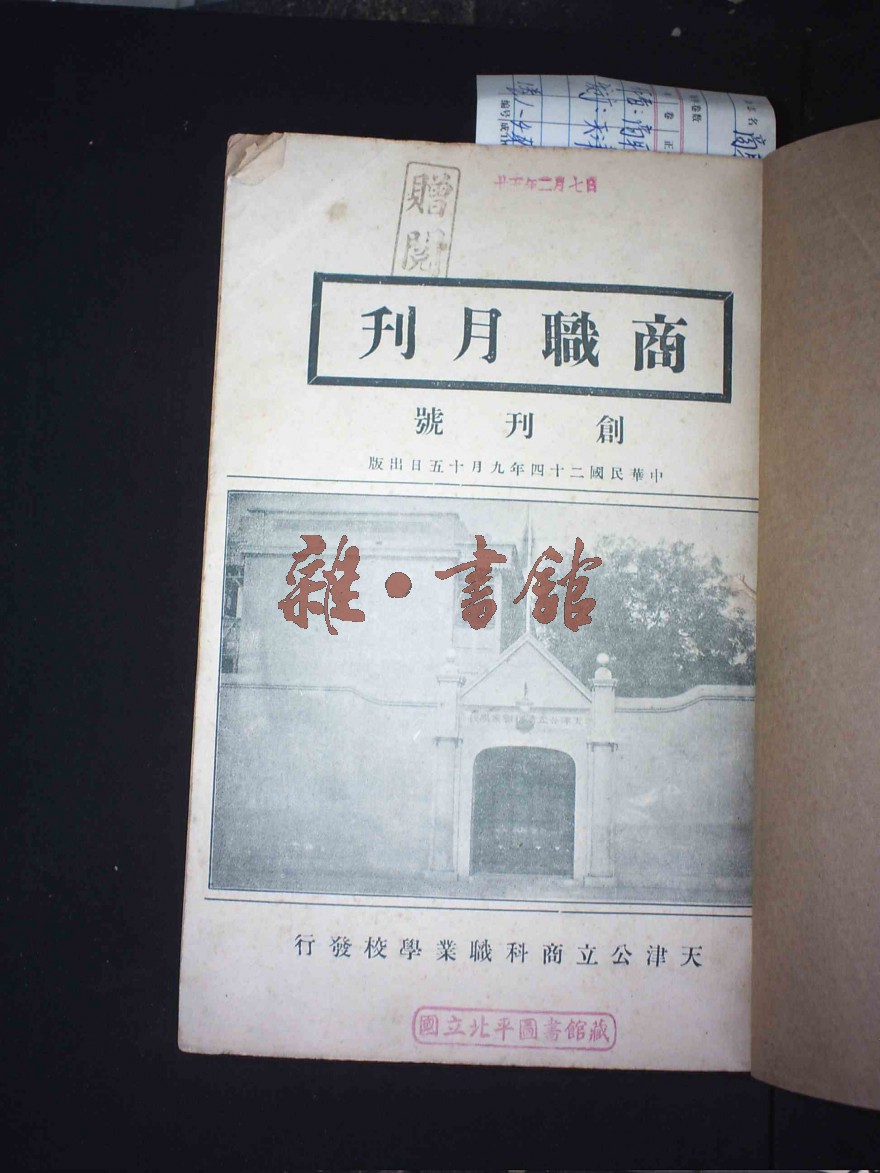 贈閱
廿五年二月七日
商職月刊
創刊號
中華民國二十四年九月十五日出版
雜·書館
天津公立商科職業學校發行
國立北平圖書館藏